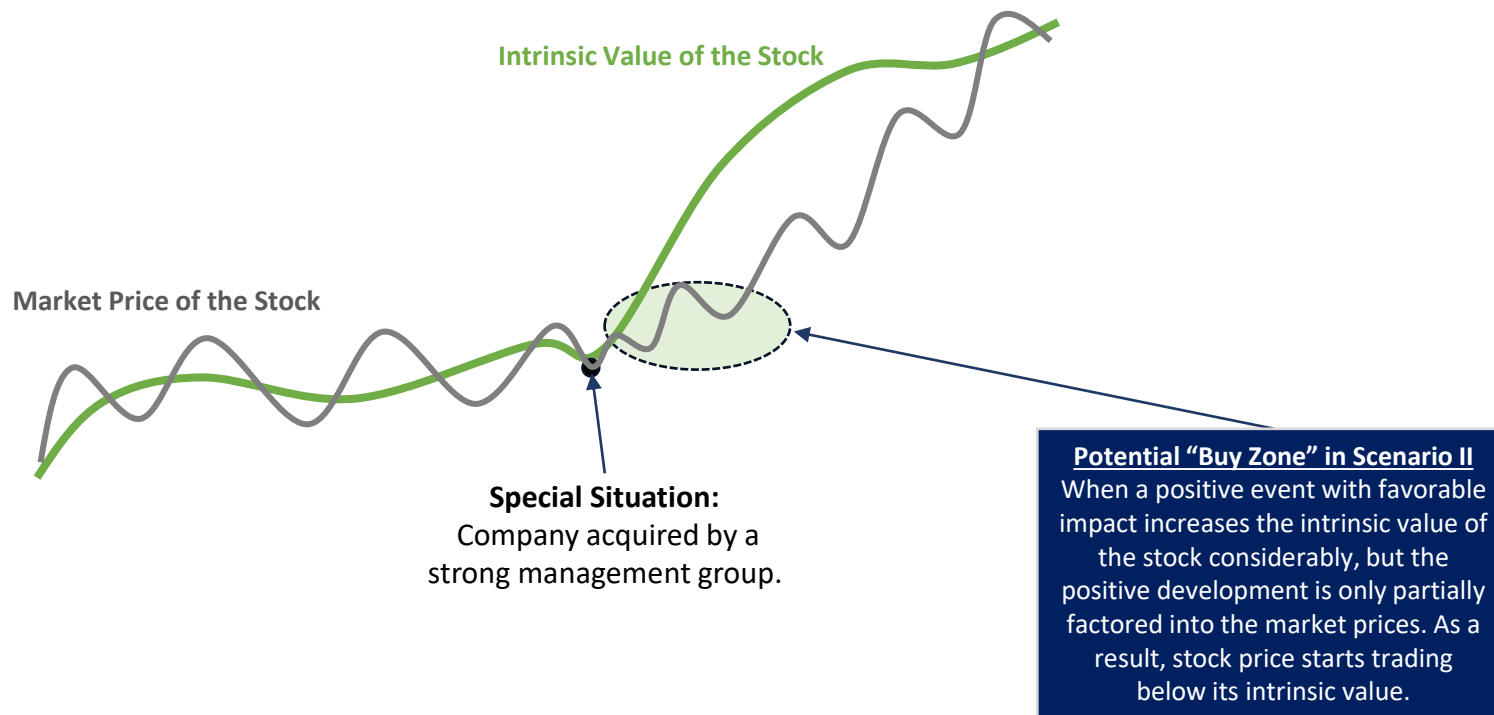 Intrinsic Value of the Stock
Market Price of the Stock
Special Situation:
Company acquired by a
strong management group.
Potential “Buy Zone” in Scenario II
When a positive event with favorable
impact increases the intrinsic value of
the stock considerably, but the
positive development is only partially
factored into the market prices. As a
result, stock price starts trading
below its intrinsic value.